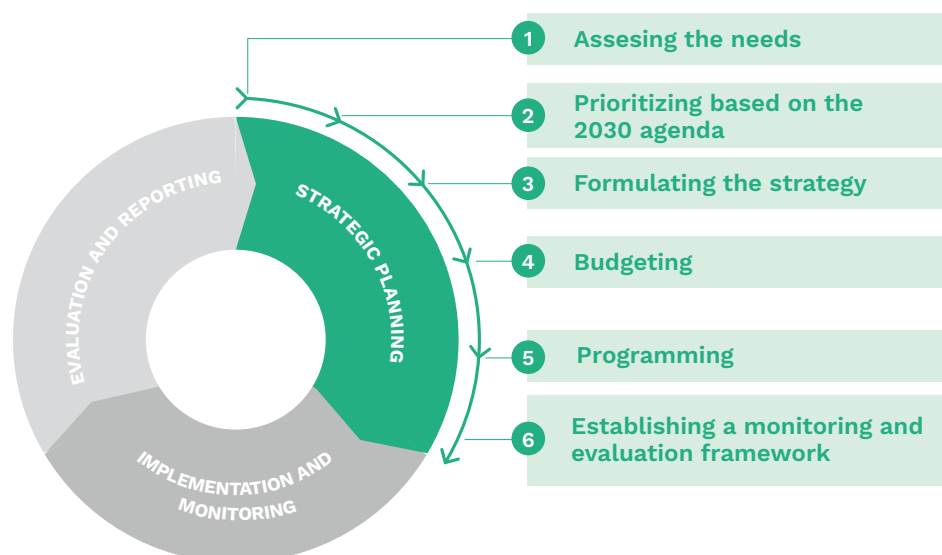 1
Assesing the needs
2
Prioritizing based on the
2030 agenda
3
Formulating the strategy
4
Budgeting
5
Programming
6
Establishing a monitoring and
evaluation framework
STRATEGIC PLANNING
IMPLEMENTATION AND
MONITORING
EVALUATION AND REPORTING